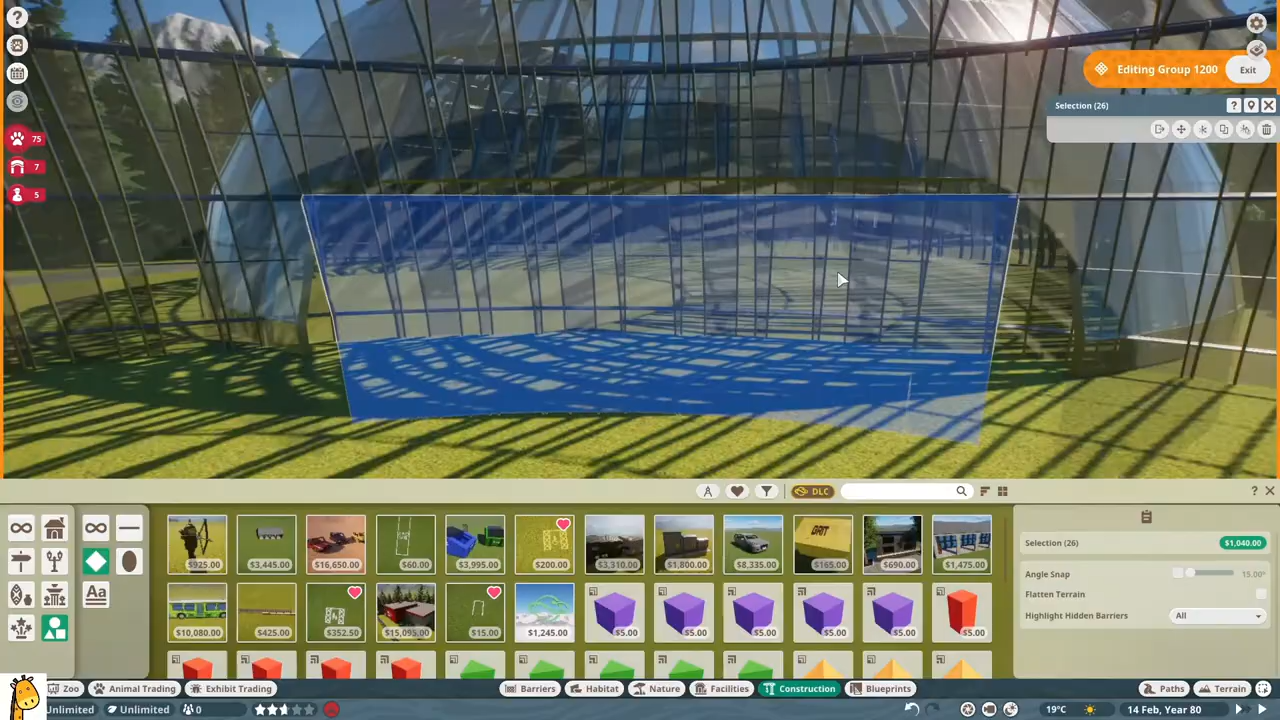 Editing Group 1200
Exit
Selection (26)
?
75
7
5
DLC
?
$925.00
$3,445.00
$16,650.00
$60.00
$3,995.00
$200.00
$3,310.00
$1,800.00
$8,335.00
$165.00
$690.00
$1,475.00
GRIT
$10,080.00
$425.00
$352.50
$15,095.00
$15.00
$1,245.00
$5.00
$5.00
$5.00
$5.00
$5.00
$5.00
Aa
Selection (26)
$1,040.00
Angle Snap
15.00°
Flatten Terrain
Highlight Hidden Barriers
All
Zoo
Animal Trading
Exhibit Trading
Barriers
Habitat
Nature
Facilities
Construction
Blueprints
Paths
Terrain
Unlimited
Unlimited
0
19°C
14 Feb, Year 80